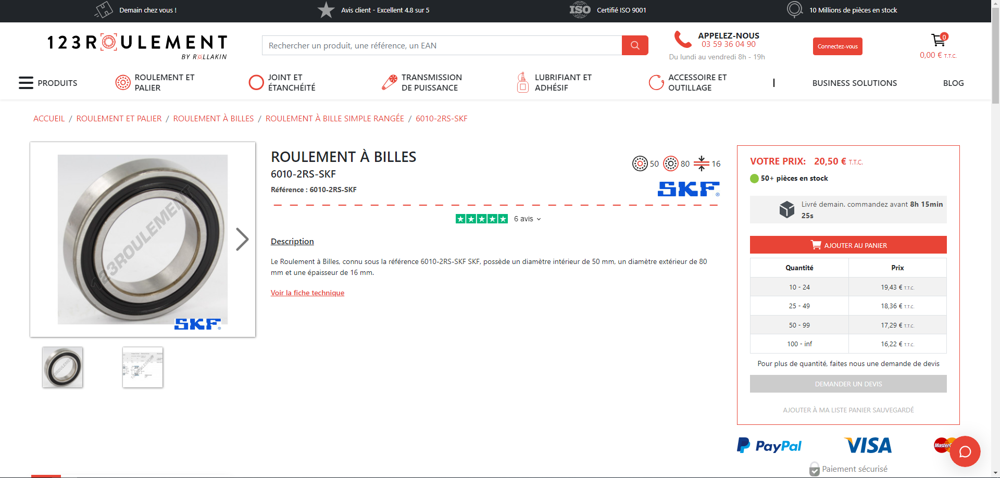 Demain chez vous !
Avis client - Excellent 4.8 sur 5
ISO
Certifié ISO 9001
10 Millions de pièces en stock
123ROULEMENT
BY ROLLAKIN
Rechercher un produit, une référence, un EAN
APPELEZ-NOUS
03 59 36 04 90
Du lundi au vendredi 8h - 19h
Connectez-vous
0
0,00 € T.T.C.
PRODUITS
ROULEMENT ET
PALIER
JOINT ET
ÉTANCHÉITÉ
TRANSMISSION
DE PUISSANCE
LUBRIFIANT ET
ADHÉSIF
ACCESSOIRE ET
OUTILLAGE
BUSINESS SOLUTIONS
BLOG
ACCUEIL / ROULEMENT ET PALIER / ROULEMENT À BILLES / ROULEMENT À BILLE SIMPLE RANGÉE / 6010-2RS-SKF
123ROULEMENT
SKF
ROULEMENT À BILLES
6010-2RS-SKF
Référence : 6010-2RS-SKF
50 80 16
SKF®
6 avis
Description
Le Roulement à Billes, connu sous la référence 6010-2RS-SKF SKF, possède un diamètre intérieur de 50 mm, un diamètre extérieur de 80
mm et une épaisseur de 16 mm.
Voir la fiche technique
VOTRE PRIX: 20,50 € T.T.C.
50+ pièces en stock
Livré demain. commandez avant 8h 15min
25s
AJOUTER AU PANIER
Quantité Prix
10 - 24 19,43 € T.T.C.
25 - 49 18,36 € T.T.C.
50 - 99 17,29 € T.T.C.
100 - inf 16,22 € T.T.C.
Pour plus de quantité, faites nous une demande de devis
DEMANDER UN DEVIS
AJOUTER À MA LISTE PANIER SAUVEGARDÉ
PayPal
VISA
Paiement sécurisé